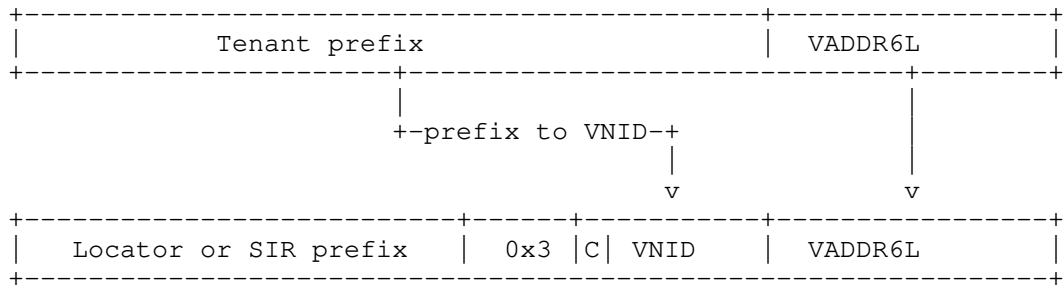 Tenant prefix VADDR6L
prefix to VNID
v v
Locator or SIR prefix 0x3 C VNID VADDR6L